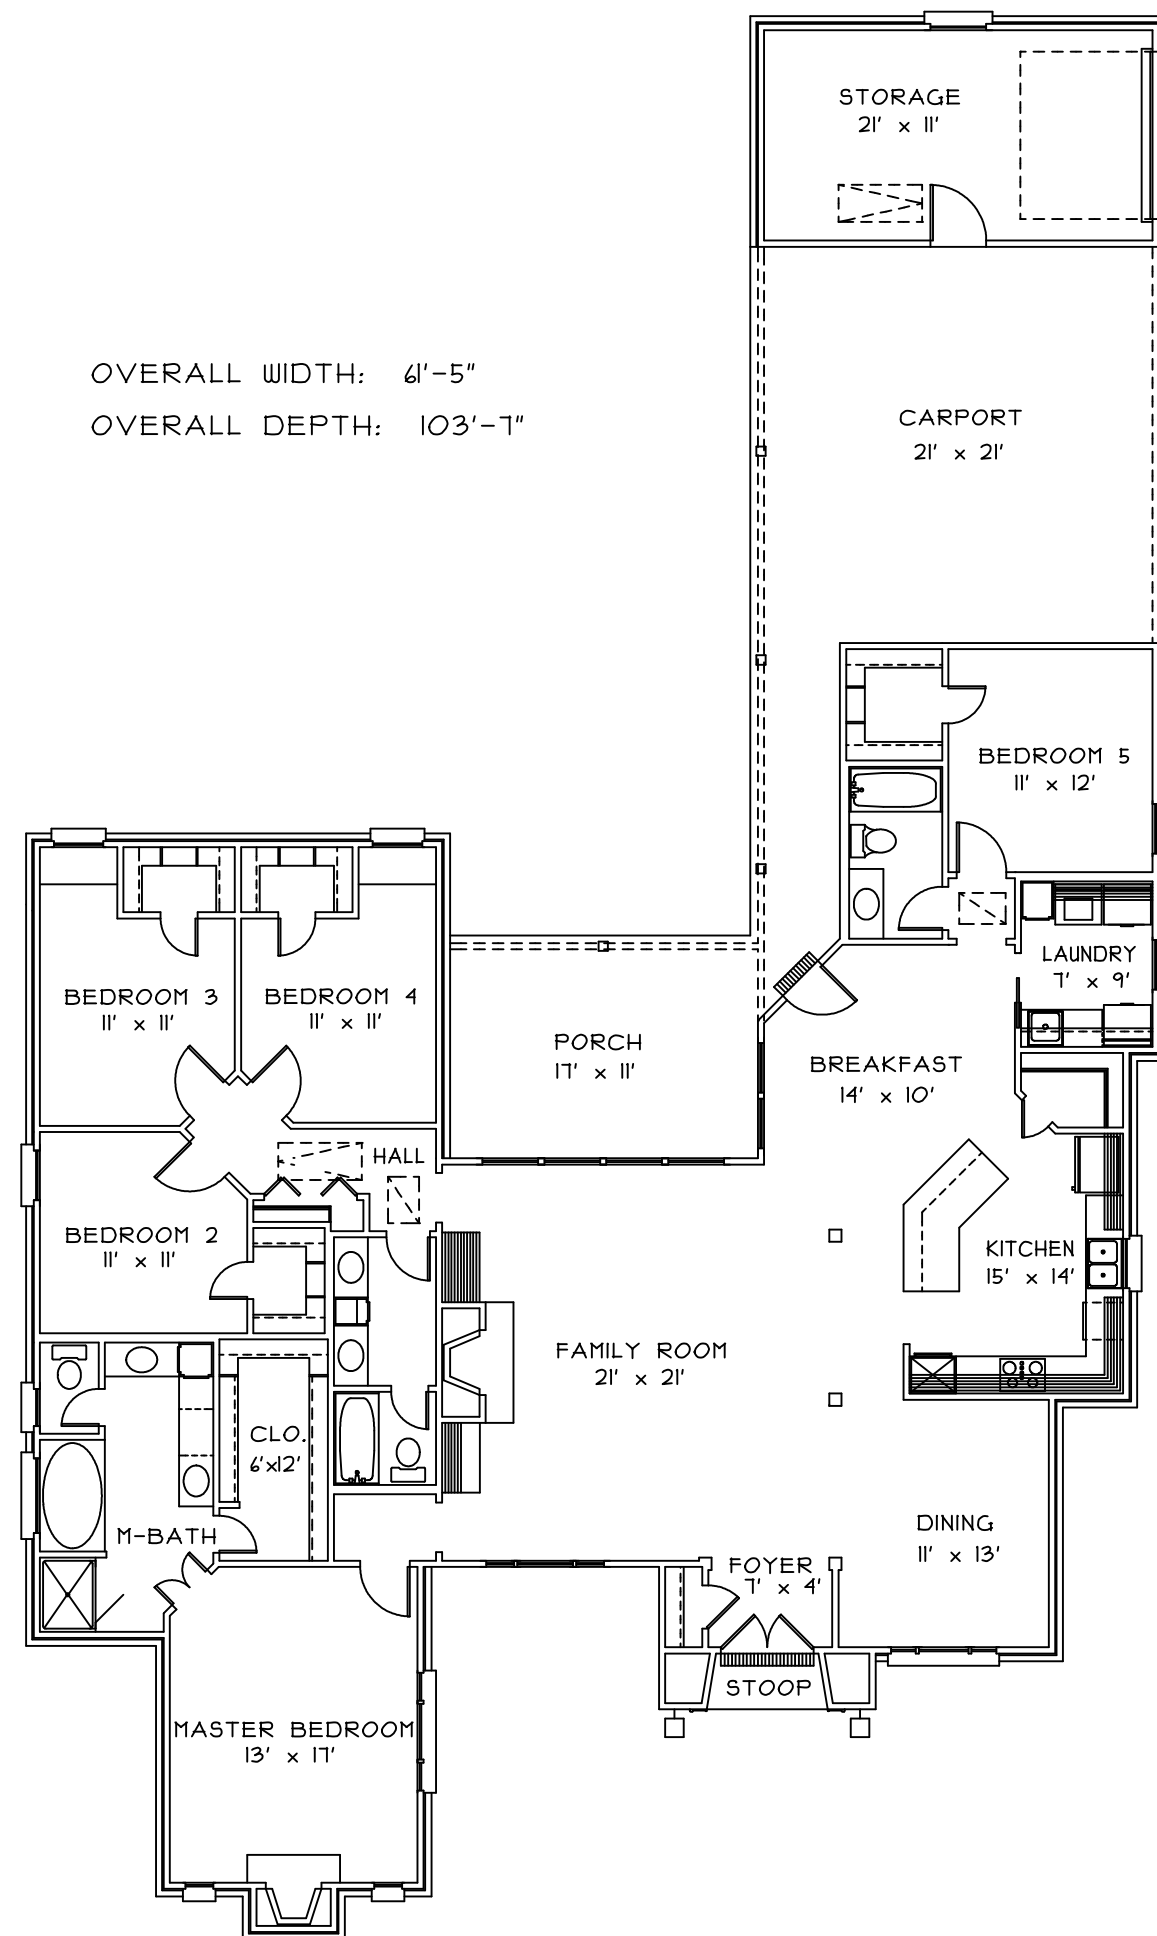 STORAGE
21' x 11'
OVERALL WIDTH: 61'-5"
OVERALL DEPTH: 103'-7"
CARPORT
21' x 21'
BEDROOM 5
11' x 12'
LAUNDRY
7' x 9'
BEDROOM 3
11' x 11'
BEDROOM 4
11' x 11'
PORCH
17' x 11'
BREAKFAST
14' x 10'
HALL
BEDROOM 2
11' x 11'
KITCHEN
15' x 14'
FAMILY ROOM
21' x 21'
CLO.
6'x12'
M-BATH
DINING
11' x 13'
FOYER
7' x 4'
STOOP
MASTER BEDROOM
13' x 17'